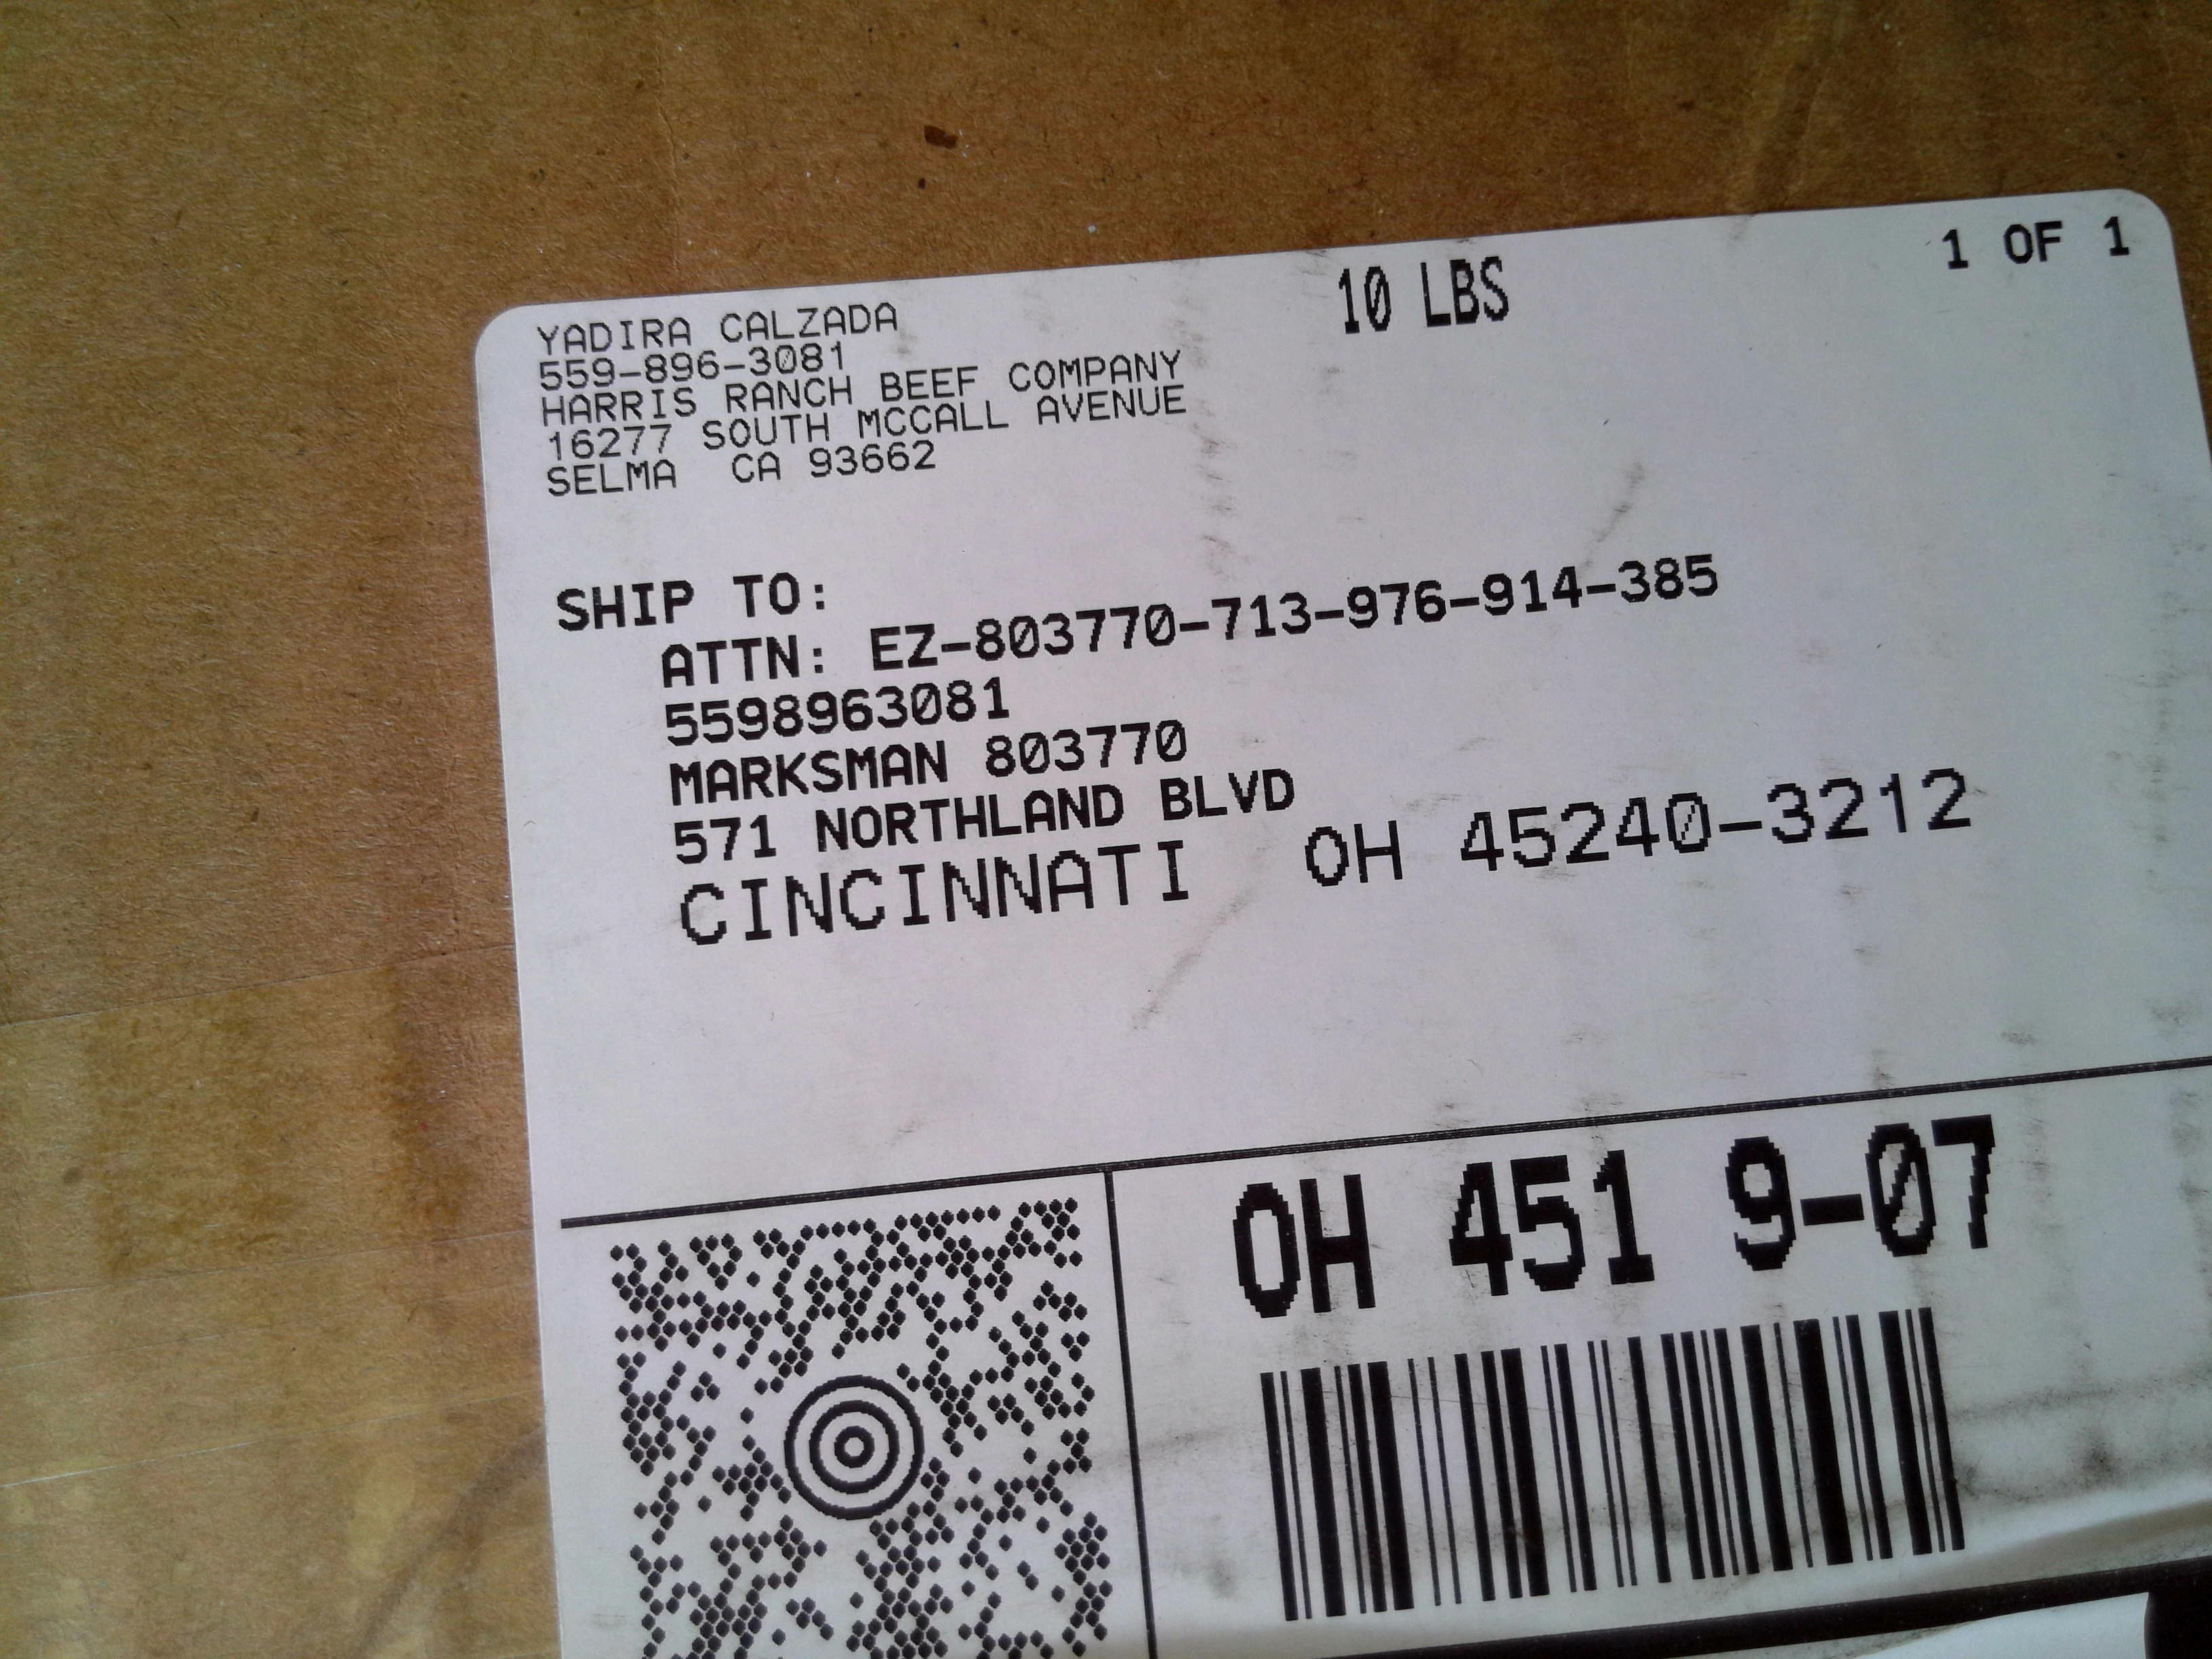 YADIRA CALZADA
559-896-3081
HARRIS RANCH BEEF COMPANY
16277 SOUTH MCCALL AVENUE
SELMA CA 93662
10 LBS
1 OF 1
SHIP TO:
ATTN: EZ-803770-713-976-914-385
5598963081
MARKSMAN 803770
571 NORTHLAND BLVD
CINCINNATI OH 45240-3212
OH 451 9-07